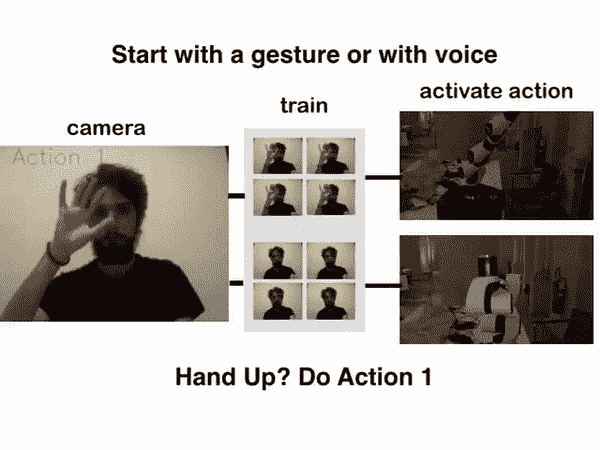 Start with a gesture or with voice
camera
train
activate action
Action 1
Hand Up? Do Action 1